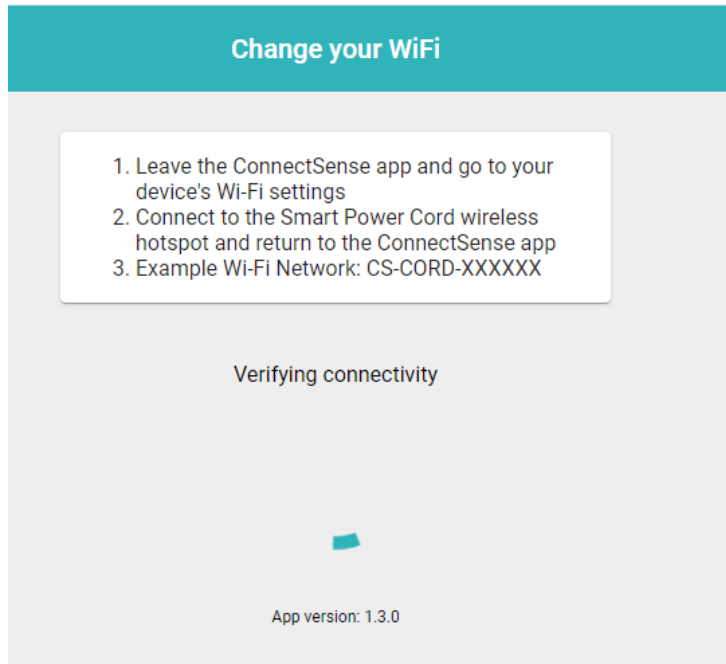 Change your WiFi
1. Leave the ConnectSense app and go to your
device's Wi-Fi settings
2. Connect to the Smart Power Cord wireless
hotspot and return to the ConnectSense app
3. Example Wi-Fi Network: CS-CORD-XXXXXX
Verifying connectivity
App version: 1.3.0